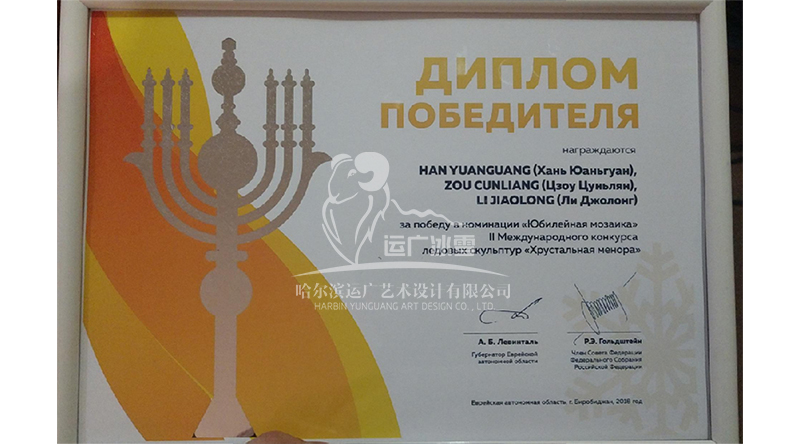 ДИПЛОМ
ПОБЕДИТЕЛЯ
награждаются
HAN YUANGUANG (Хань Юаньгуан),
ZOU CUNLIANG (Цзоу Цуньлян),
LI JIAOLONG (Ли Джолонг)
за победу в номинации «Юбилейная мозаика»
II Международного конкурса
ледовых скульптур «Хрустальная менора»
运广冰雪
哈尔滨运广艺术设计有限公司
HARBIN YUNGUANG ART DESIGN CO., LTD
А. Б. Левинталь
Губернатор Еврейской
автономной области
Р.Э. Гольдштейн
Член Совета Федерации
Федерального Собрания
Российской Федерации
Еврейская автономная область, г. Биробиджан, 2018 год